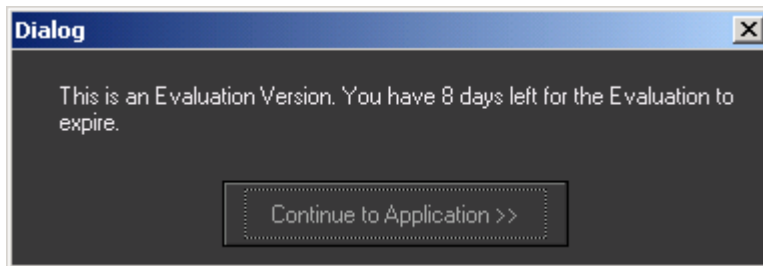 Dialog
This is an Evaluation Version. You have 8 days left for the Evaluation to
expire.
Continue to Application >>